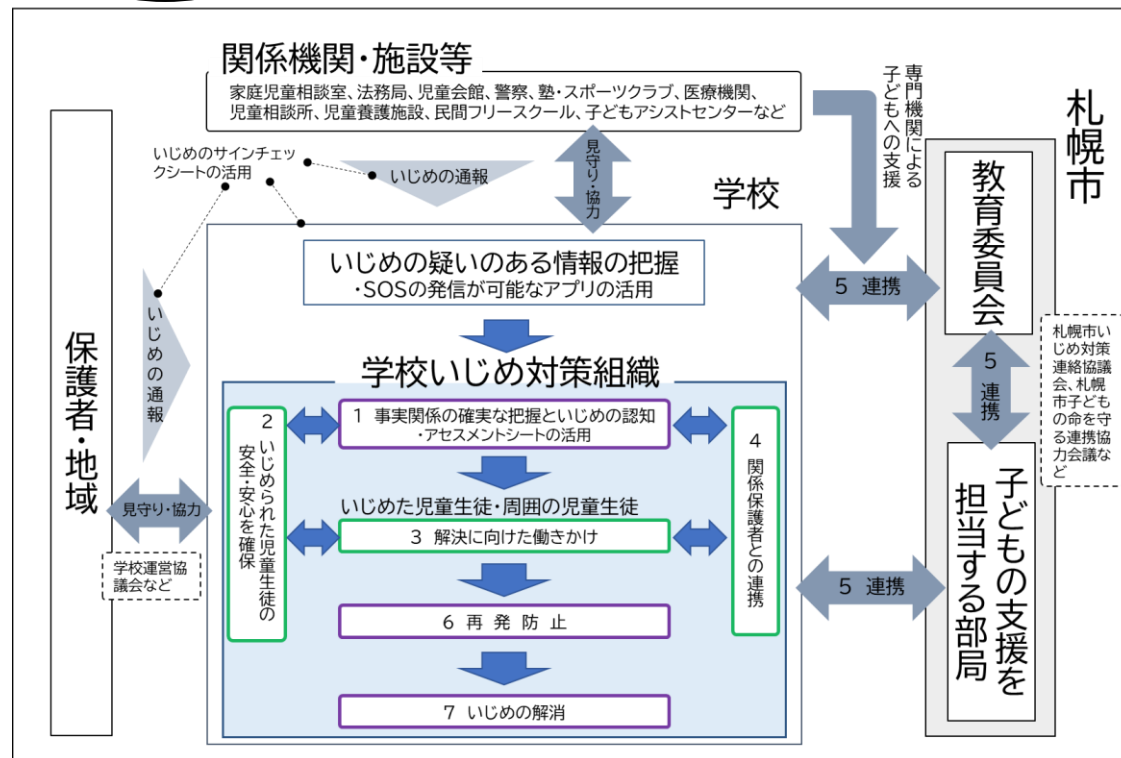 関係機関・施設等
家庭児童相談室、法務局、児童会館、警察、塾・スポーツクラブ、医療機関、
児童相談所、児童養護施設、民間フリースクール、子どもアシストセンターなど
専門機関による
子どもへの支援
札幌市
いじめのサインチェッ
クシートの活用
いじめの通報
見守り・協力
学校
いじめの疑いのある情報の把握
・SOSの発信が可能なアプリの活用
5 連携
教育委員会
いじめの通報
保護者・地域
学校いじめ対策組織
1 事実関係の確実な把握といじめの認知
・アセスメントシートの活用
2 いじめられた児童生徒の
安全・安心を確保
4 関係保護者との連携
いじめた児童生徒・周囲の児童生徒
3 解決に向けた働きかけ
6 再 発 防 止
7 いじめの解消
見守り・協力
学校運営協
議会など
5 連携
札幌市い
じめ対策
連絡協議
会、札幌
市子ども
の命を守
る連携協
力会議な
ど
5 連携
子どもの支援を
担当する部局